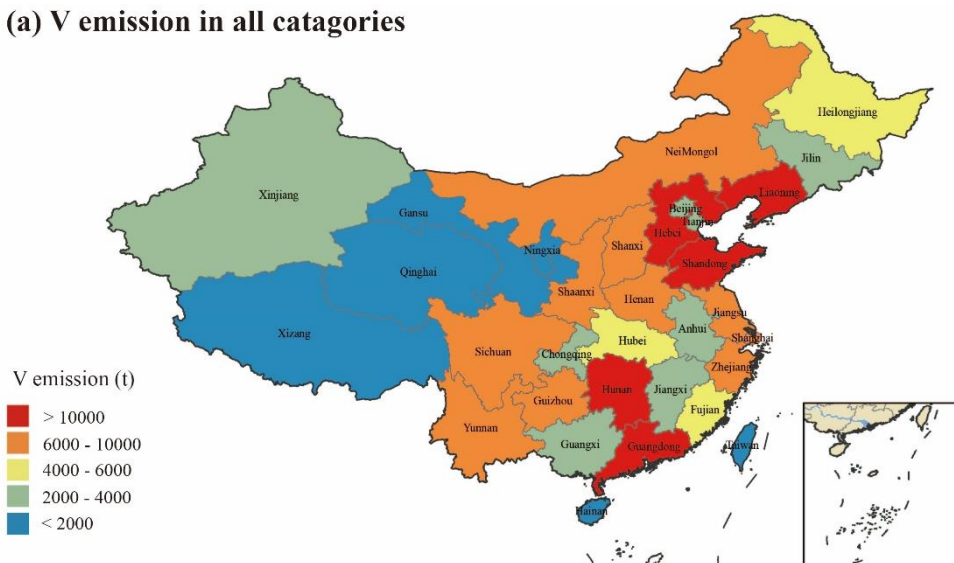 (a) V emission in all catagories
Heilongjiang
NeiMongol
Jilin
Xinjiang
Liaoning
Beijing
Tianjin
Gansu
Hebei
Ningxia
Shanxi
Shandong
Qinghai
Shaanxi
Henan
Jiangsu
Xizang
Anhui
Shanghai
Hubei
Sichuan
Chongqing
Zhejiang
V emission (t)
Hunan
Jiangxi
> 10000
Guizhou
Fujian
6000 - 10000
Yunnan
4000 - 6000
Guangxi
Guangdong
Taiwan
2000 - 4000
< 2000
Hainan